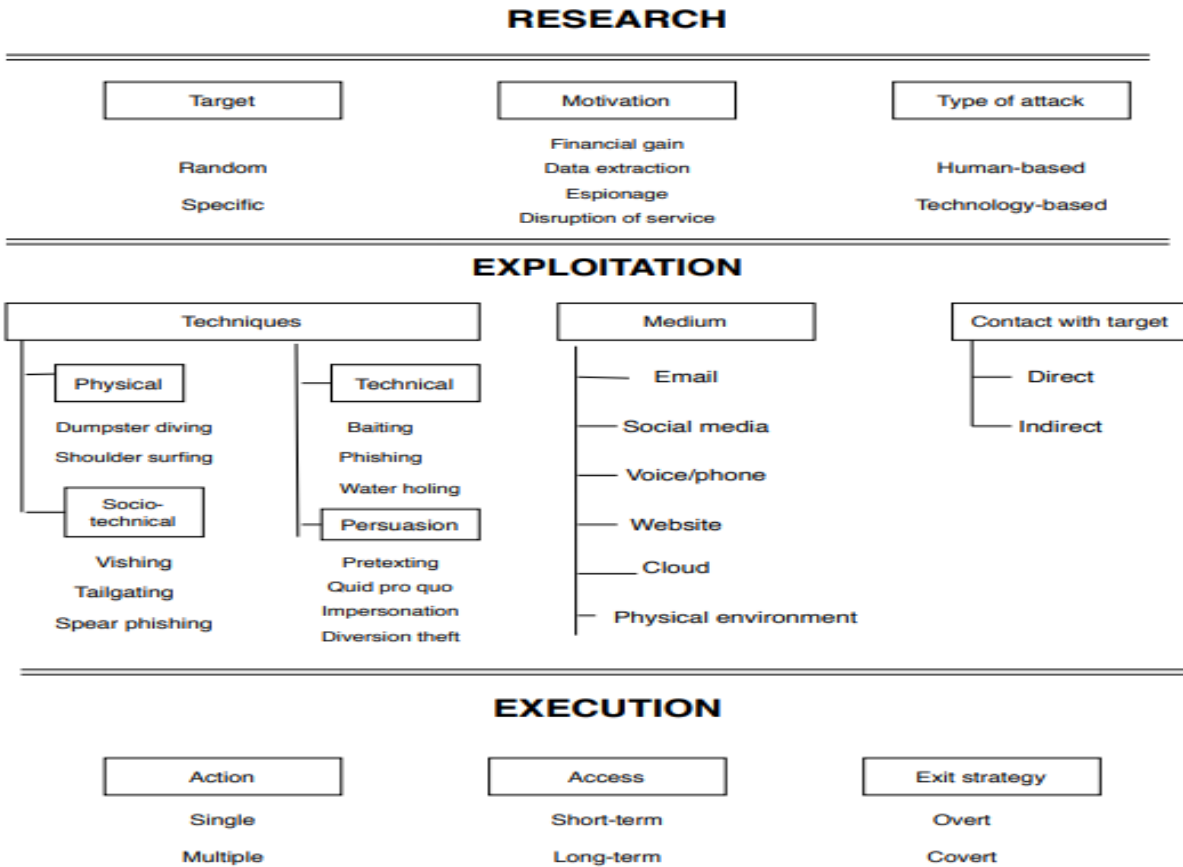 RESEARCH
Target
Motivation
Type of attack
Random
Specific
Financial gain
Data extraction
Espionage
Disruption of service
Human-based
Technology-based
EXPLOITATION
Techniques
Physical
Dumpster diving
Shoulder surfing
Socio-
technical
Vishing
Tailgating
Spear phishing
Technical
Baiting
Phishing
Water holing
Persuasion
Pretexting
Quid pro quo
Impersonation
Diversion theft
Medium
Email
Social media
Voice/phone
Website
Cloud
Physical environment
Contact with target
Direct
Indirect
EXECUTION
Action
Single
Multiple
Access
Short-term
Long-term
Exit strategy
Overt
Covert